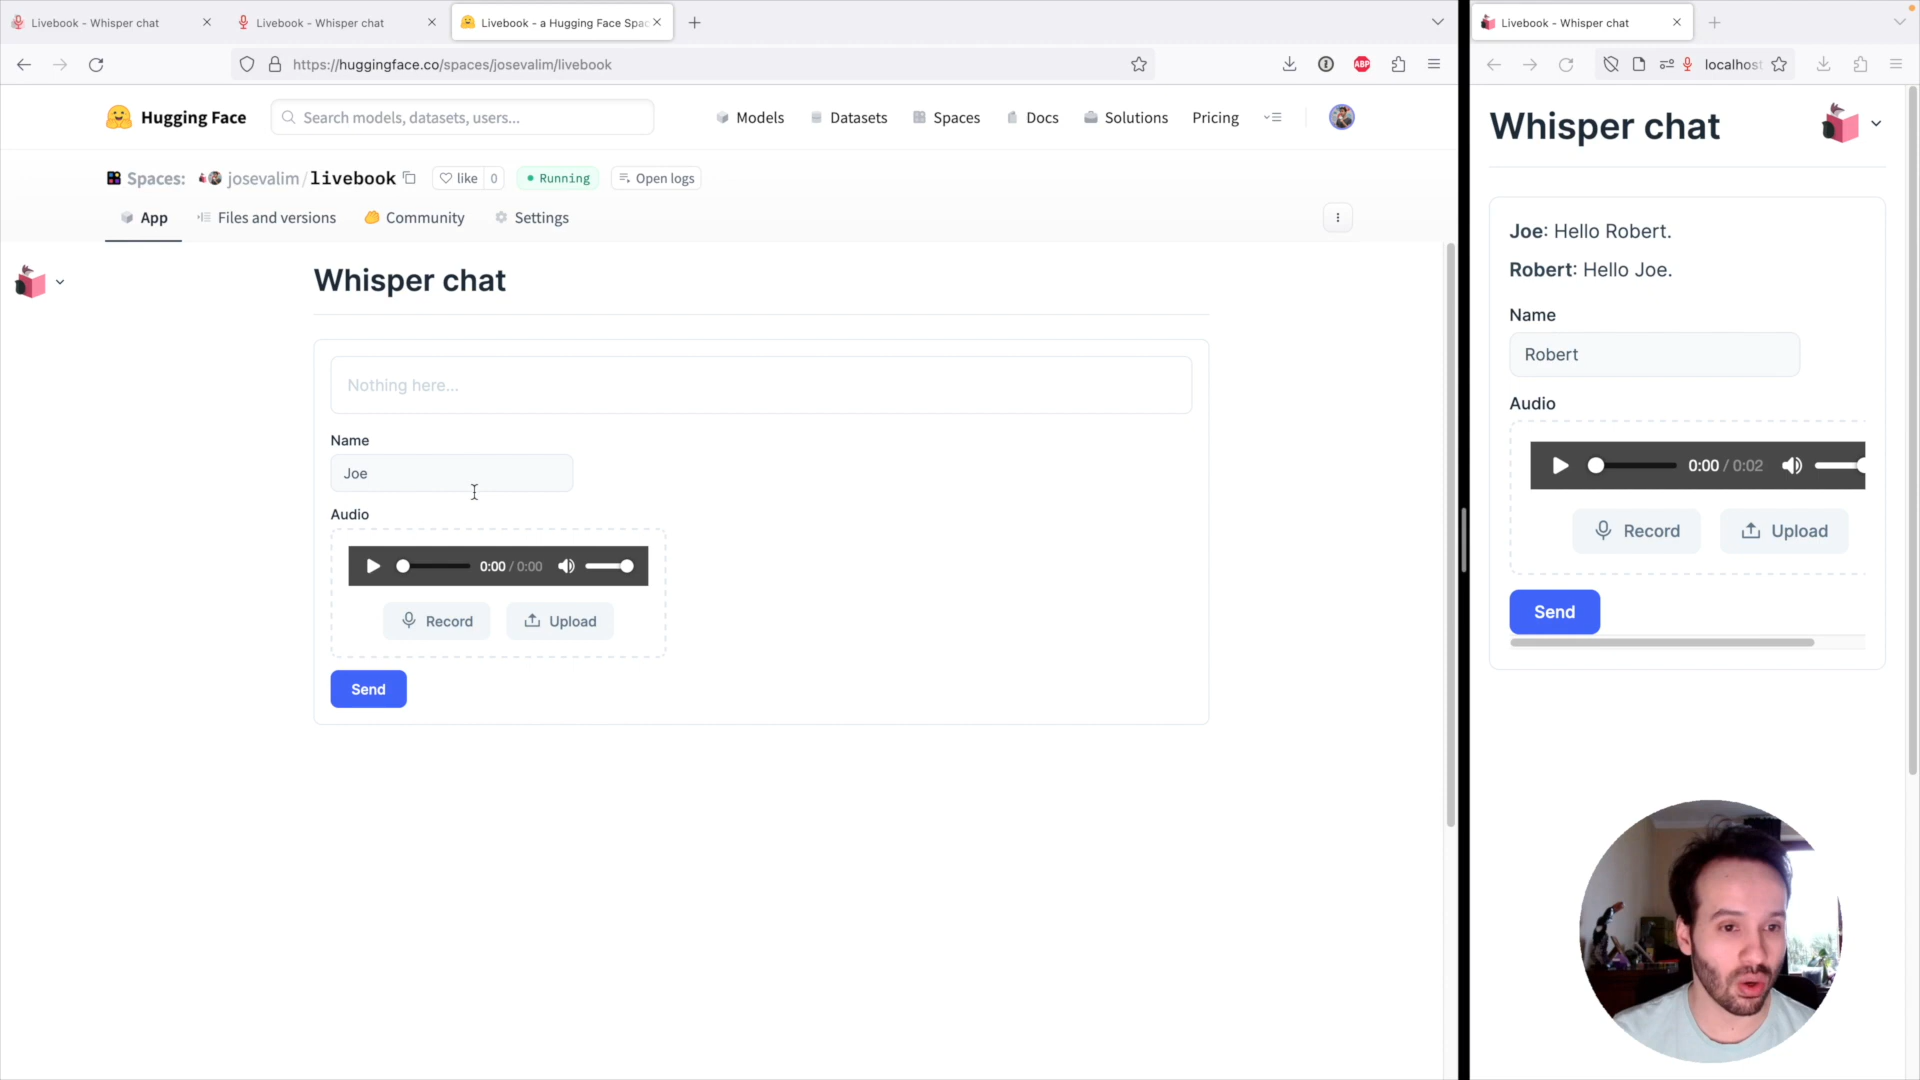 Livebook - Whisper chat
Livebook - Whisper chat
Livebook - a Hugging Face Spac
https://huggingface.co/spaces/josevalim/livebook
ABP
Hugging Face
Search models, datasets, users...
Models
Datasets
Spaces
Docs
Solutions
Pricing
Spaces:
josevalim/livebook
like 0
Running
Open logs
App
Files and versions
Community
Settings
Whisper chat
Nothing here...
Name
Joe
Audio
0:00 / 0:00
Record
Upload
Send
Livebook - Whisper chat
localhost
Whisper chat
Joe: Hello Robert.
Robert: Hello Joe.
Name
Robert
Audio
0:00 / 0:02
Record
Upload
Send